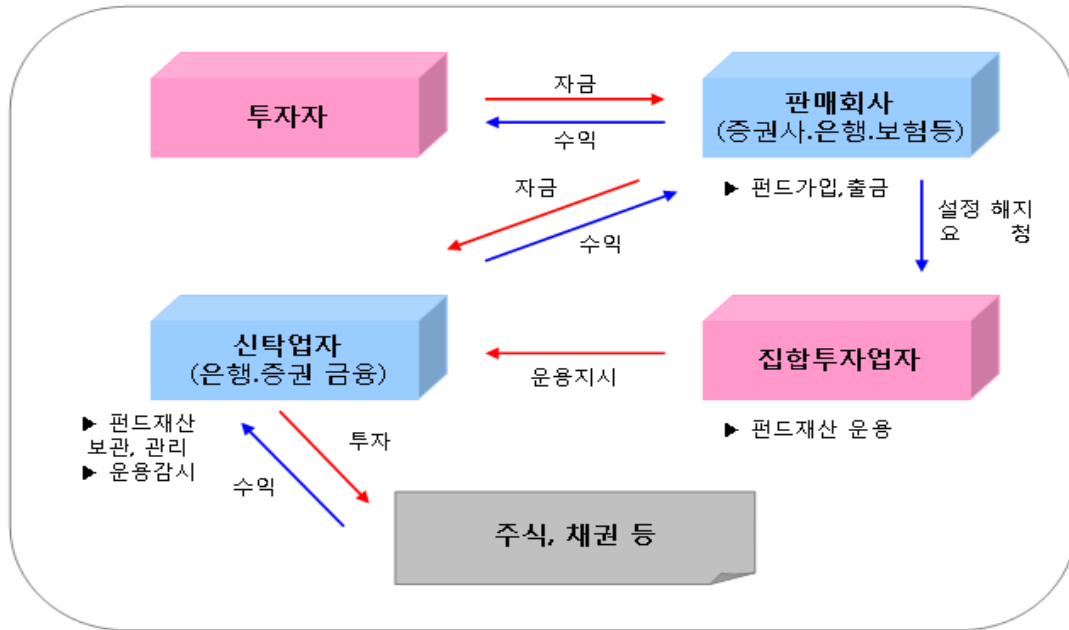 투자자
자금
수익
판매회사
(증권사.은행.보험등)
▶ 펀드가입,출금
자금
수익
설정 해지
요 청
신탁업자
(은행.증권 금융)
▶ 펀드재산
보관, 관리
▶ 운용감시
운용지시
집합투자업자
▶ 펀드재산 운용
투자
수익
주식, 채권 등